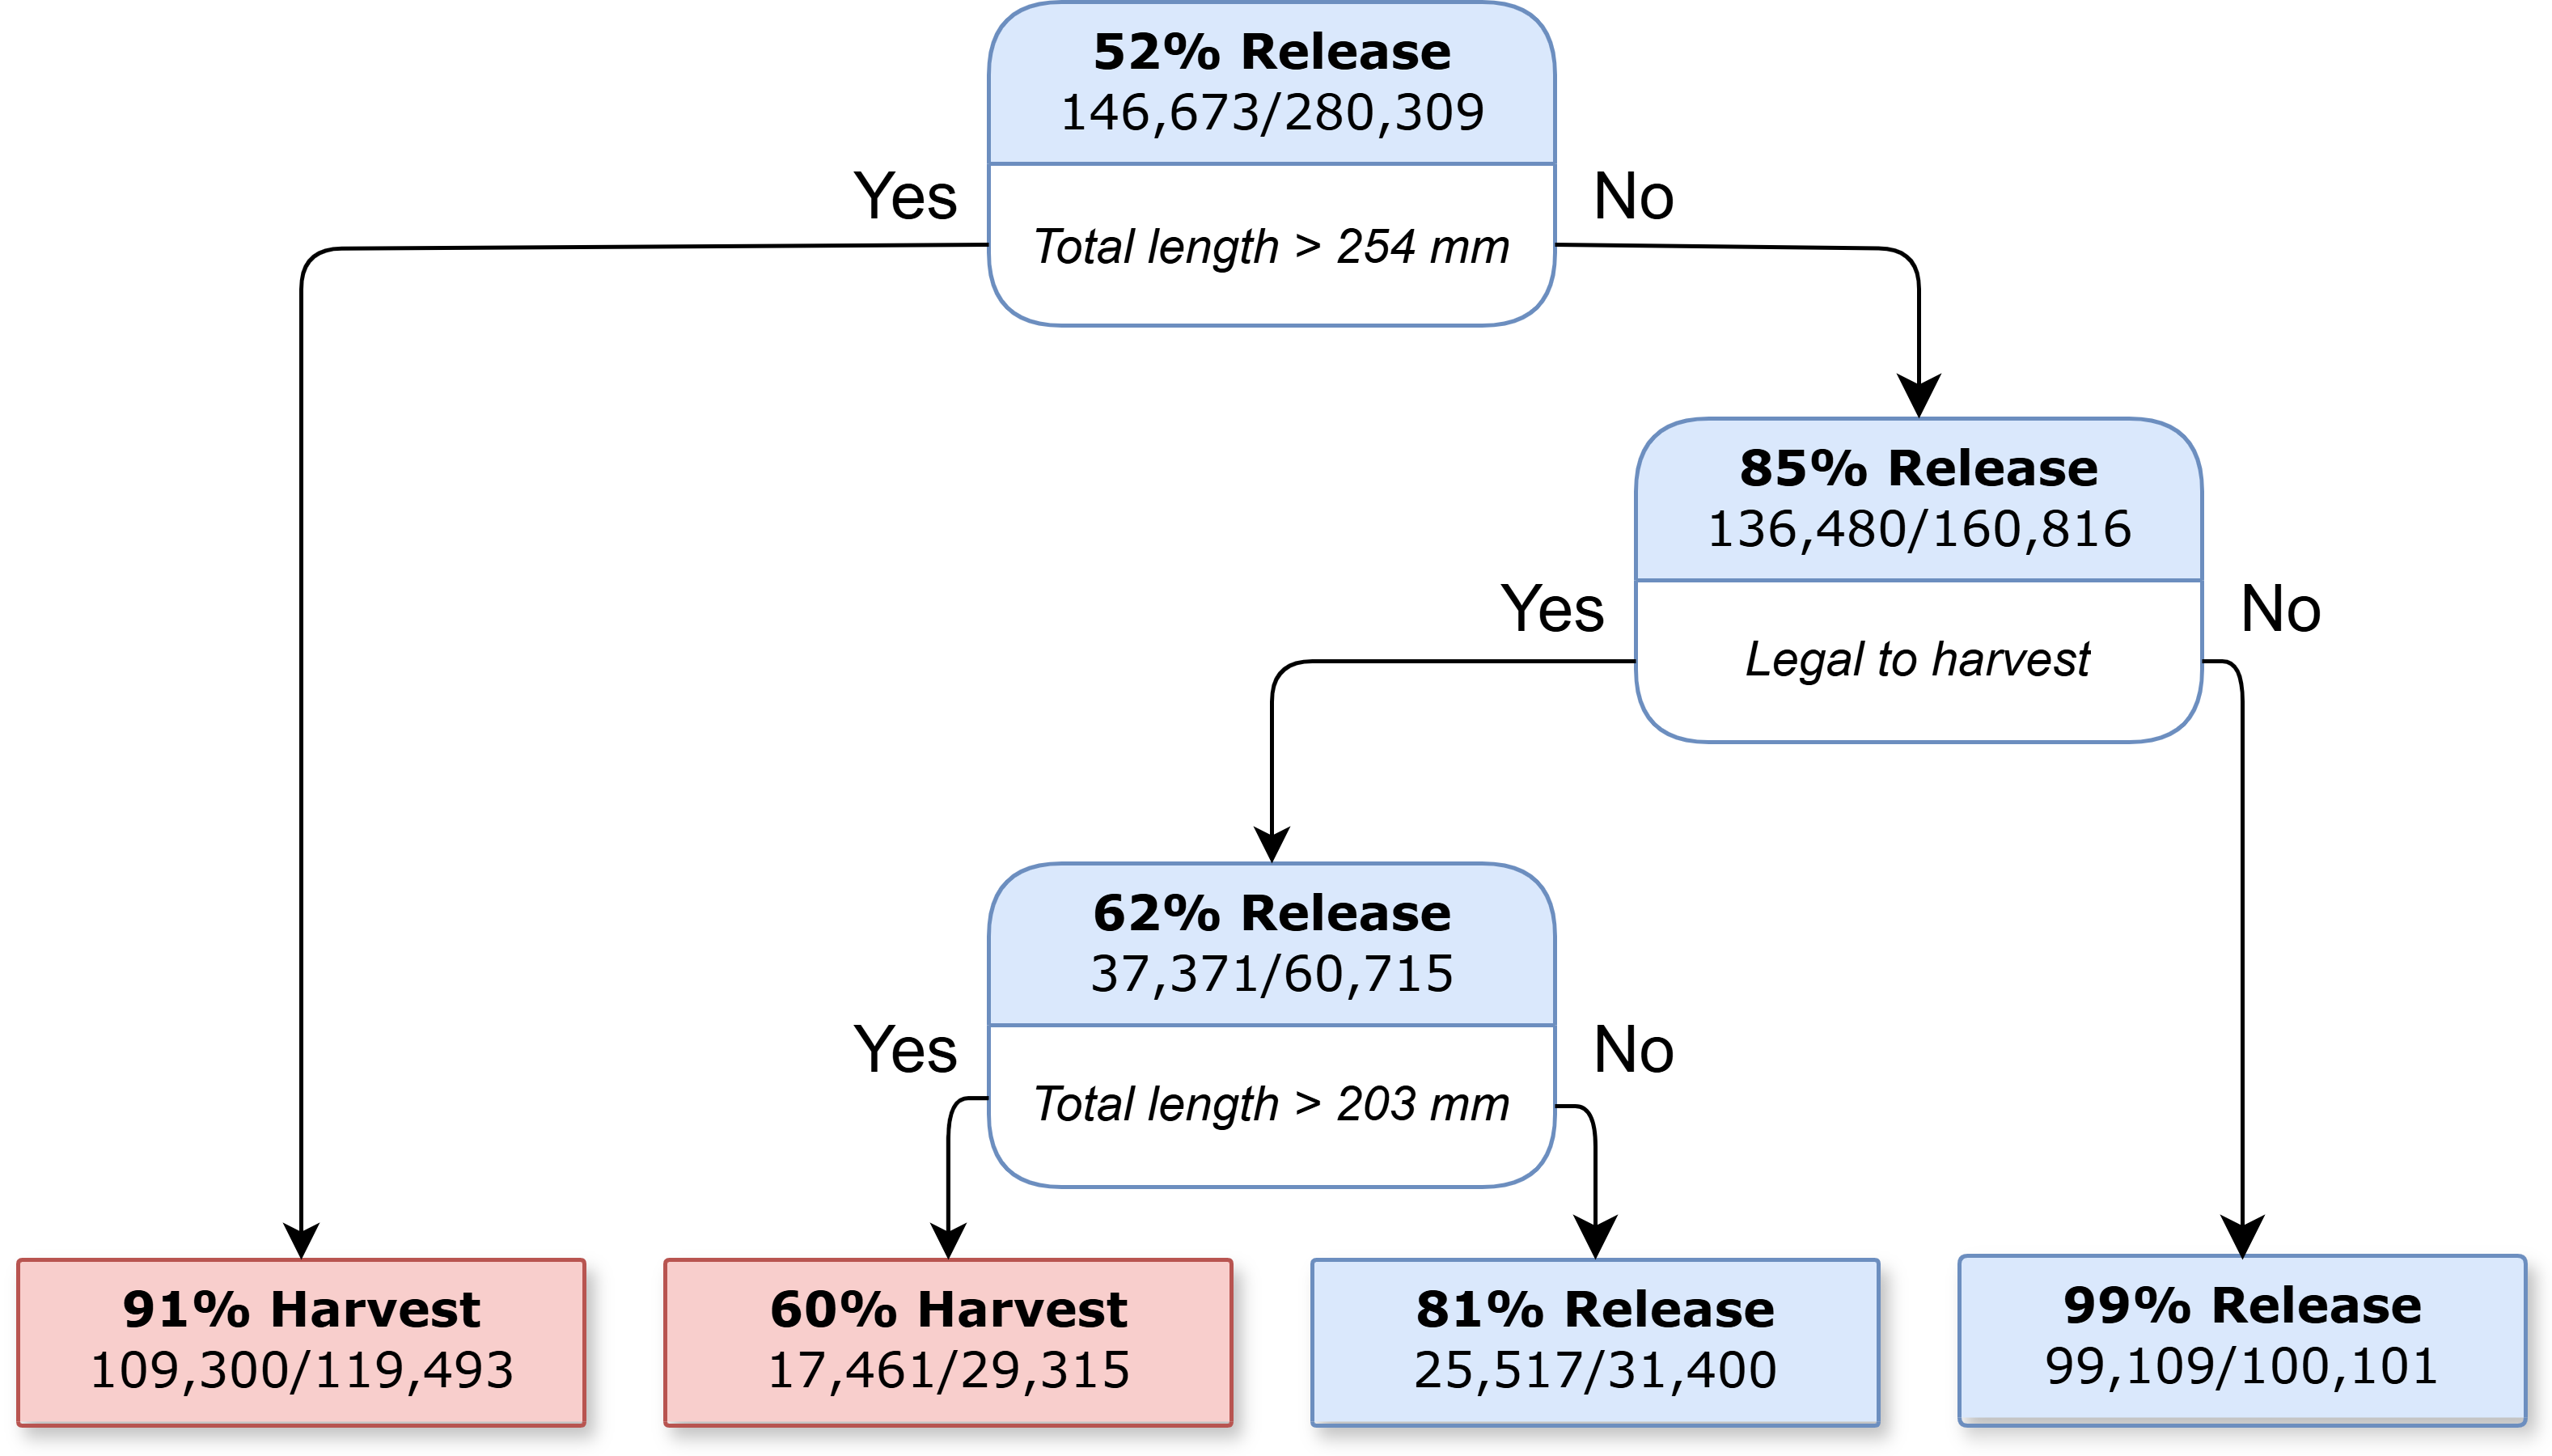 52% Release
146,673/280,309
Yes
No
Total length > 254 mm
85% Release
136,480/160,816
Yes
No
Legal to harvest
62% Release
37,371/60,715
Yes
No
Total length > 203 mm
91% Harvest
109,300/119,493
60% Harvest
17,461/29,315
81% Release
25,517/31,400
99% Release
99,109/100,101